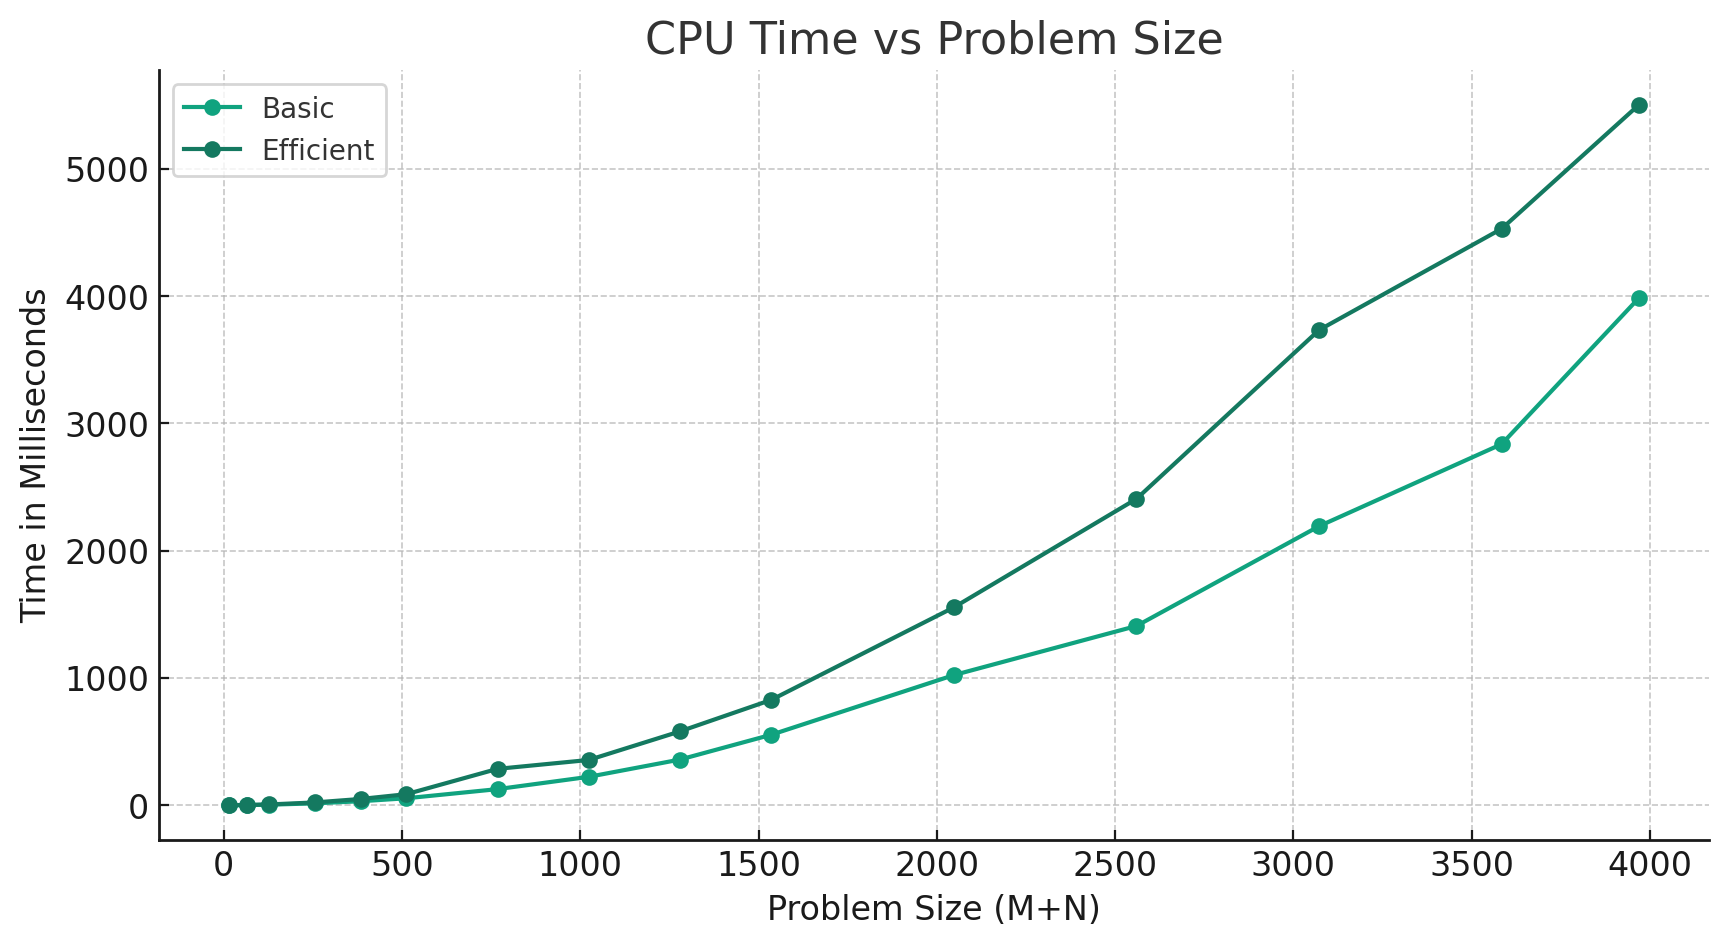 CPU Time vs Problem Size
Basic
Efficient
Time in Milliseconds
5000
4000
3000
2000
1000
0
0 500 1000 1500 2000 2500 3000 3500 4000
Problem Size (M+N)